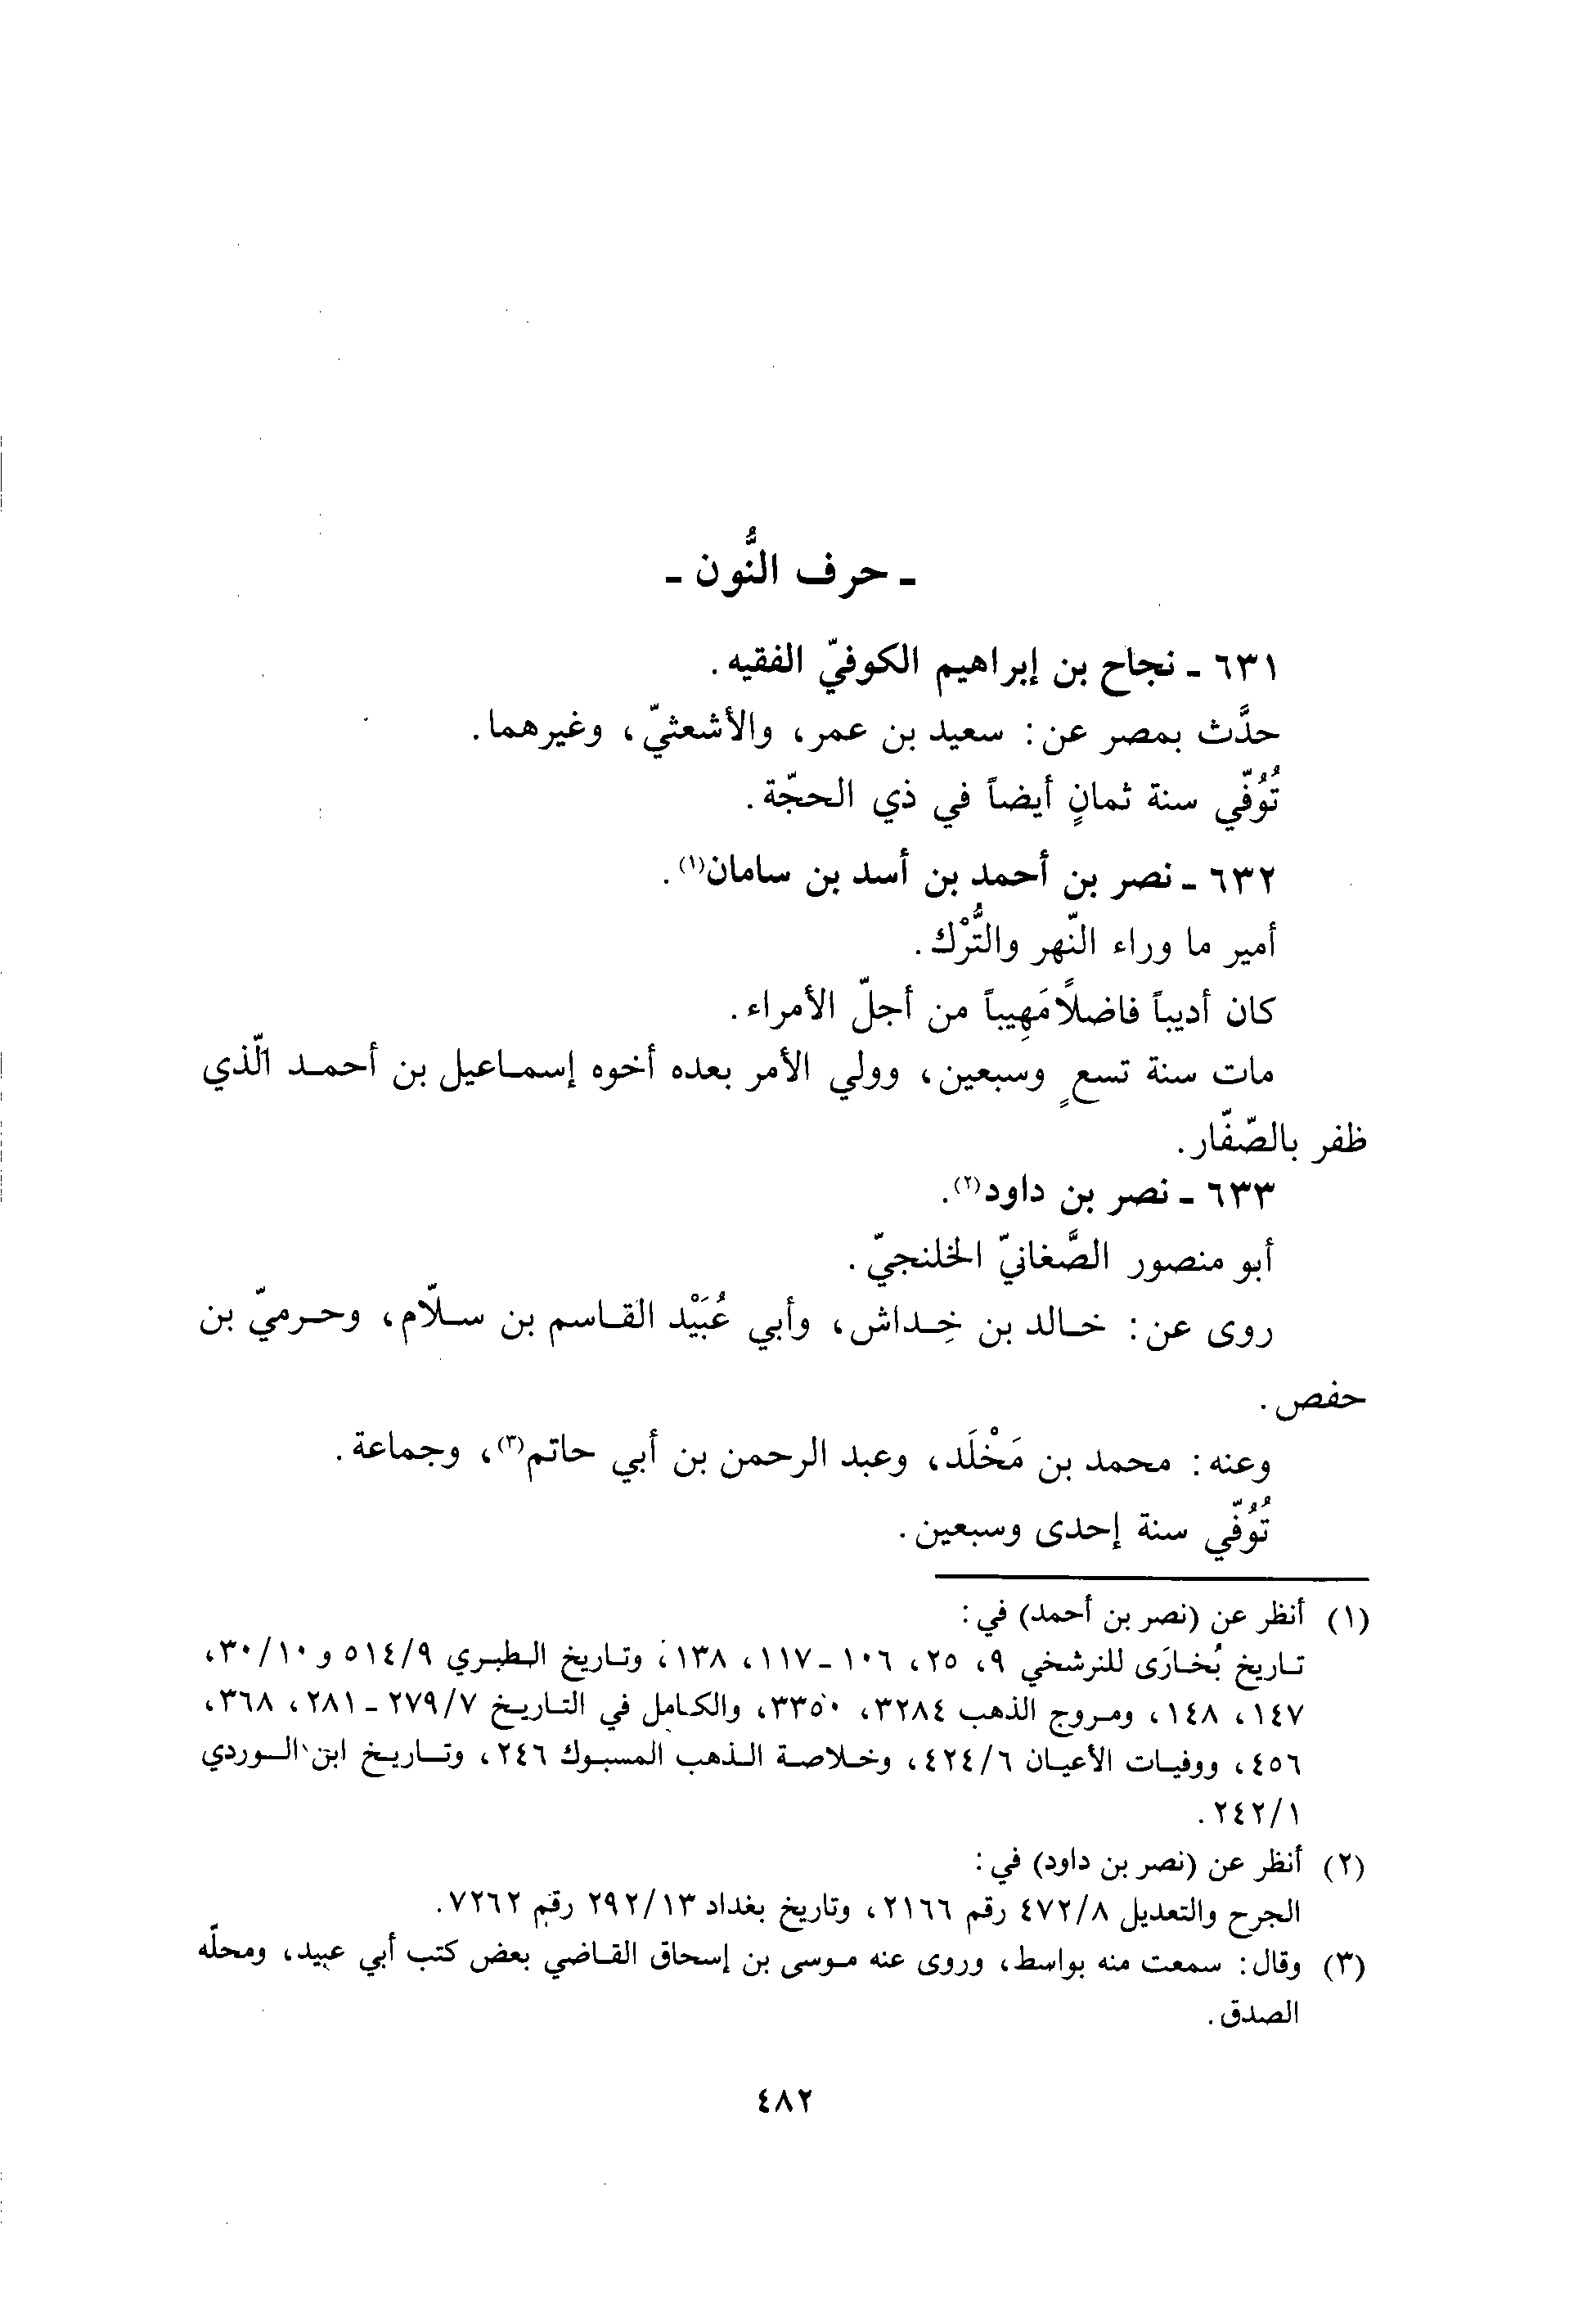 ـ حرف النُّون ـ
٦٣١ ـ نجاح بن إبراهيم الكوفيّ الفقيه.
حدَّث بمصر عن: سعيد بن عمر، والأشعثيّ، وغيرهما.
تُوُفّي سنة ثمانٍ أيضاً في ذي الحجّة.
٦٣٢ ـ نصر بن أحمد بن أسد بن سامان(١).
أمير ما وراء النّهر والتُّرْك.
كان أديباً فاضلاً مَهِيباً من أجلّ الأمراء.
مات سنة تسعٍ وسبعين، وولي الأمر بعده أخوه إسماعيل بن أحمد الّذي
ظفر بالصّفّار.
٦٣٣ ـ نصر بن داود(٢).
أبو منصور الصَّغانيّ الخلنجيّ.
روى عن: خالد بن خِداش، وأبي عُبَيْد القاسم بن سلّام، وحرميّ بن
حفص.
وعنه: محمد بن مَخْلَد، وعبد الرحمن بن أبي حاتم(٣)، وجماعة.
تُوُفّي سنة إحدى وسبعين.
(١) أنظر عن (نصر بن أحمد) في:
تاريخ بُخارَى للنرشخي ٩، ٢٥، ١٠٦ ـ ١١٧، ١٣٨، وتاريخ الطبري ٥١٤/٩ و ٣٠/١٠،
١٤٧، ١٤٨، ومروج الذهب ٣٢٨٤، ٣٣٥٠، والكامل في التاريخ ٢٧٩/٧ ـ ٢٨١، ٣٦٨،
٤٥٦، ووفيات الأعيان ٤٢٤/٦، وخلاصة الذهب المسبوك ٢٤٦، وتاريخ ابن الوردي
٢٤٢/١.
(٢) أنظر عن (نصر بن داود) في:
الجرح والتعديل ٤٧٢/٨ رقم ٢١٦٦، وتاريخ بغداد ٢٩٢/١٣ رقم ٧٢٦٢.
(٣) وقال: سمعت منه بواسط، وروى عنه موسى بن إسحاق القاضي بعض كتب أبي عبيد، ومحلّه
الصدق.
٤٨٢